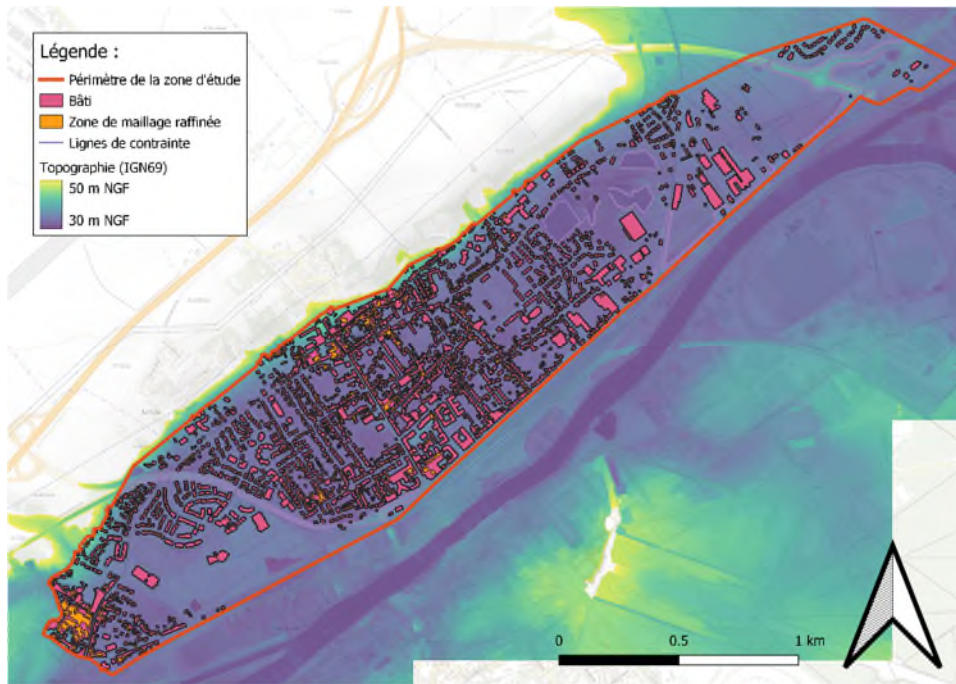 Légende :
Périmètre de la zone d'étude
Bâti
Zone de maillage raffinée
Lignes de contrainte
Topographie (IGN69)
50 m NGF
30 m NGF
0 0.5 1 km